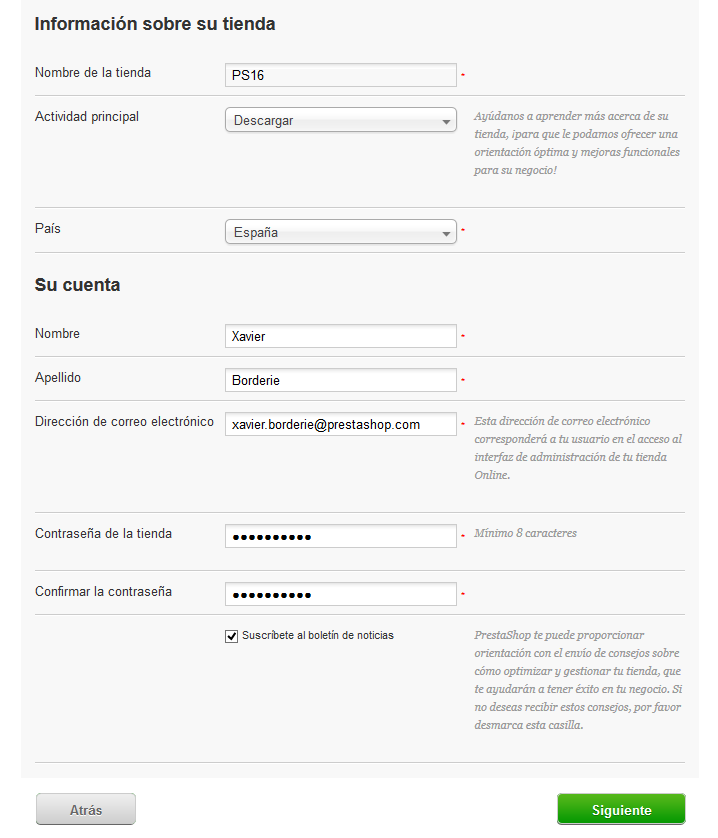 Información sobre su tienda
Nombre de la tienda
PS16 *
Actividad principal
Descargar
Ayúdanos a aprender más acerca de su
tienda, ¡para que le podamos ofrecer una
orientación óptima y mejoras funcionales
para su negocio!
País
España *
Su cuenta
Nombre
Xavier *
Apellido
Borderie *
Dirección de correo electrónico
xavier.borderie@prestashop.com *
Esta dirección de correo electrónico
corresponderá a tu usuario en el acceso al
interfaz de administración de tu tienda
Online.
Contraseña de la tienda
●●●●●●●●●● *
Mínimo 8 caracteres
Confirmar la contraseña
●●●●●●●●●● *
Suscríbete al boletín de noticias
PrestaShop te puede proporcionar
orientación con el envío de consejos sobre
cómo optimizar y gestionar tu tienda, que
te ayudarán a tener éxito en tu negocio. Si
no deseas recibir estos consejos, por favor
desmarca esta casilla.
Atrás
Siguiente